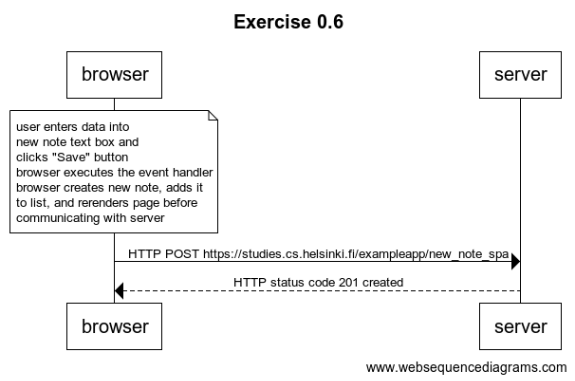 Exercise 0.6
browser
server
user enters data into
new note text box and
clicks "Save" button
browser executes the event handler
browser creates new note, adds it
to list, and rerenders page before
communicating with server
HTTP POST https://studies.cs.helsinki.fi/exampleapp/new_note_spa
HTTP status code 201 created
browser
server
www.websequencediagrams.com